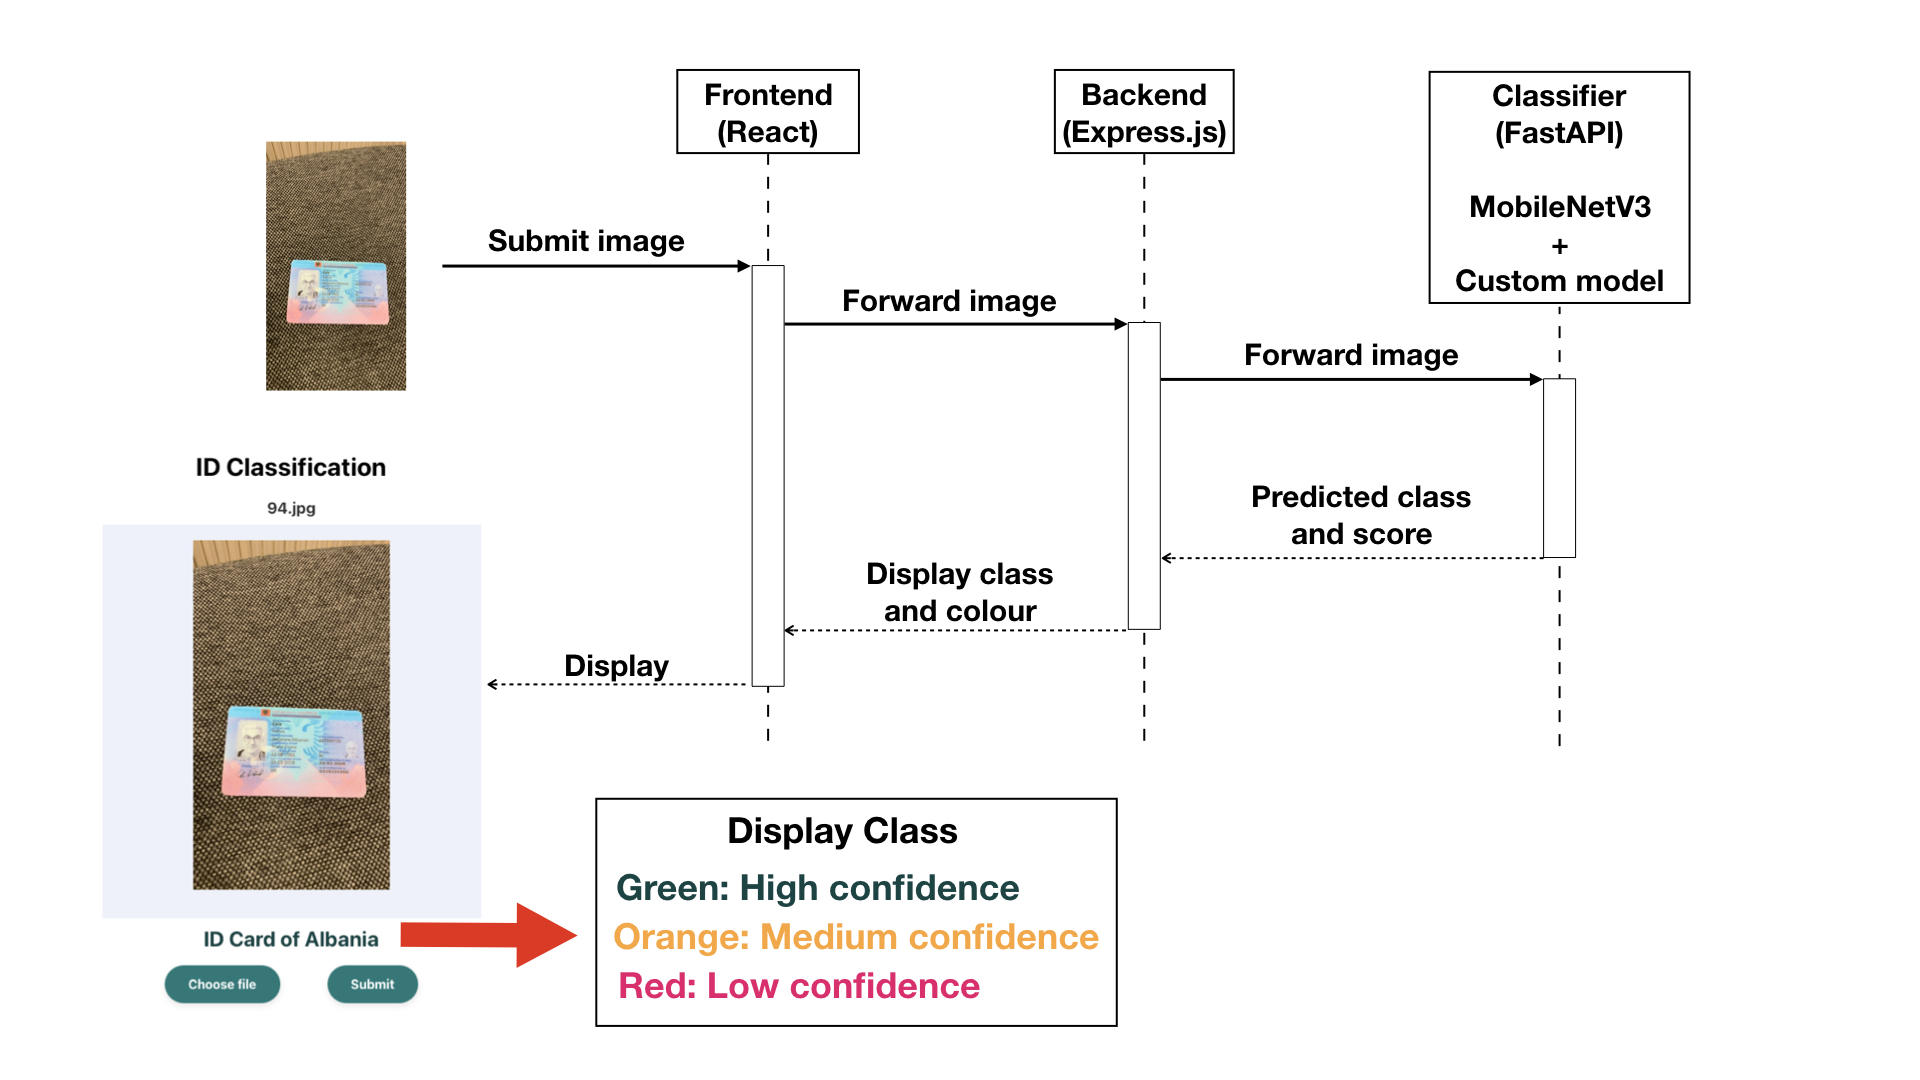 Frontend
(React)
Backend
(Express.js)
Classifier
(FastAPI)
MobileNetV3
+
Custom model
Submit image
Forward image
Forward image
Predicted class
and score
Display class
and colour
Display
ID Classification
94.jpg
ID Card of Albania
Choose file
Submit
Display Class
Green: High confidence
Orange: Medium confidence
Red: Low confidence